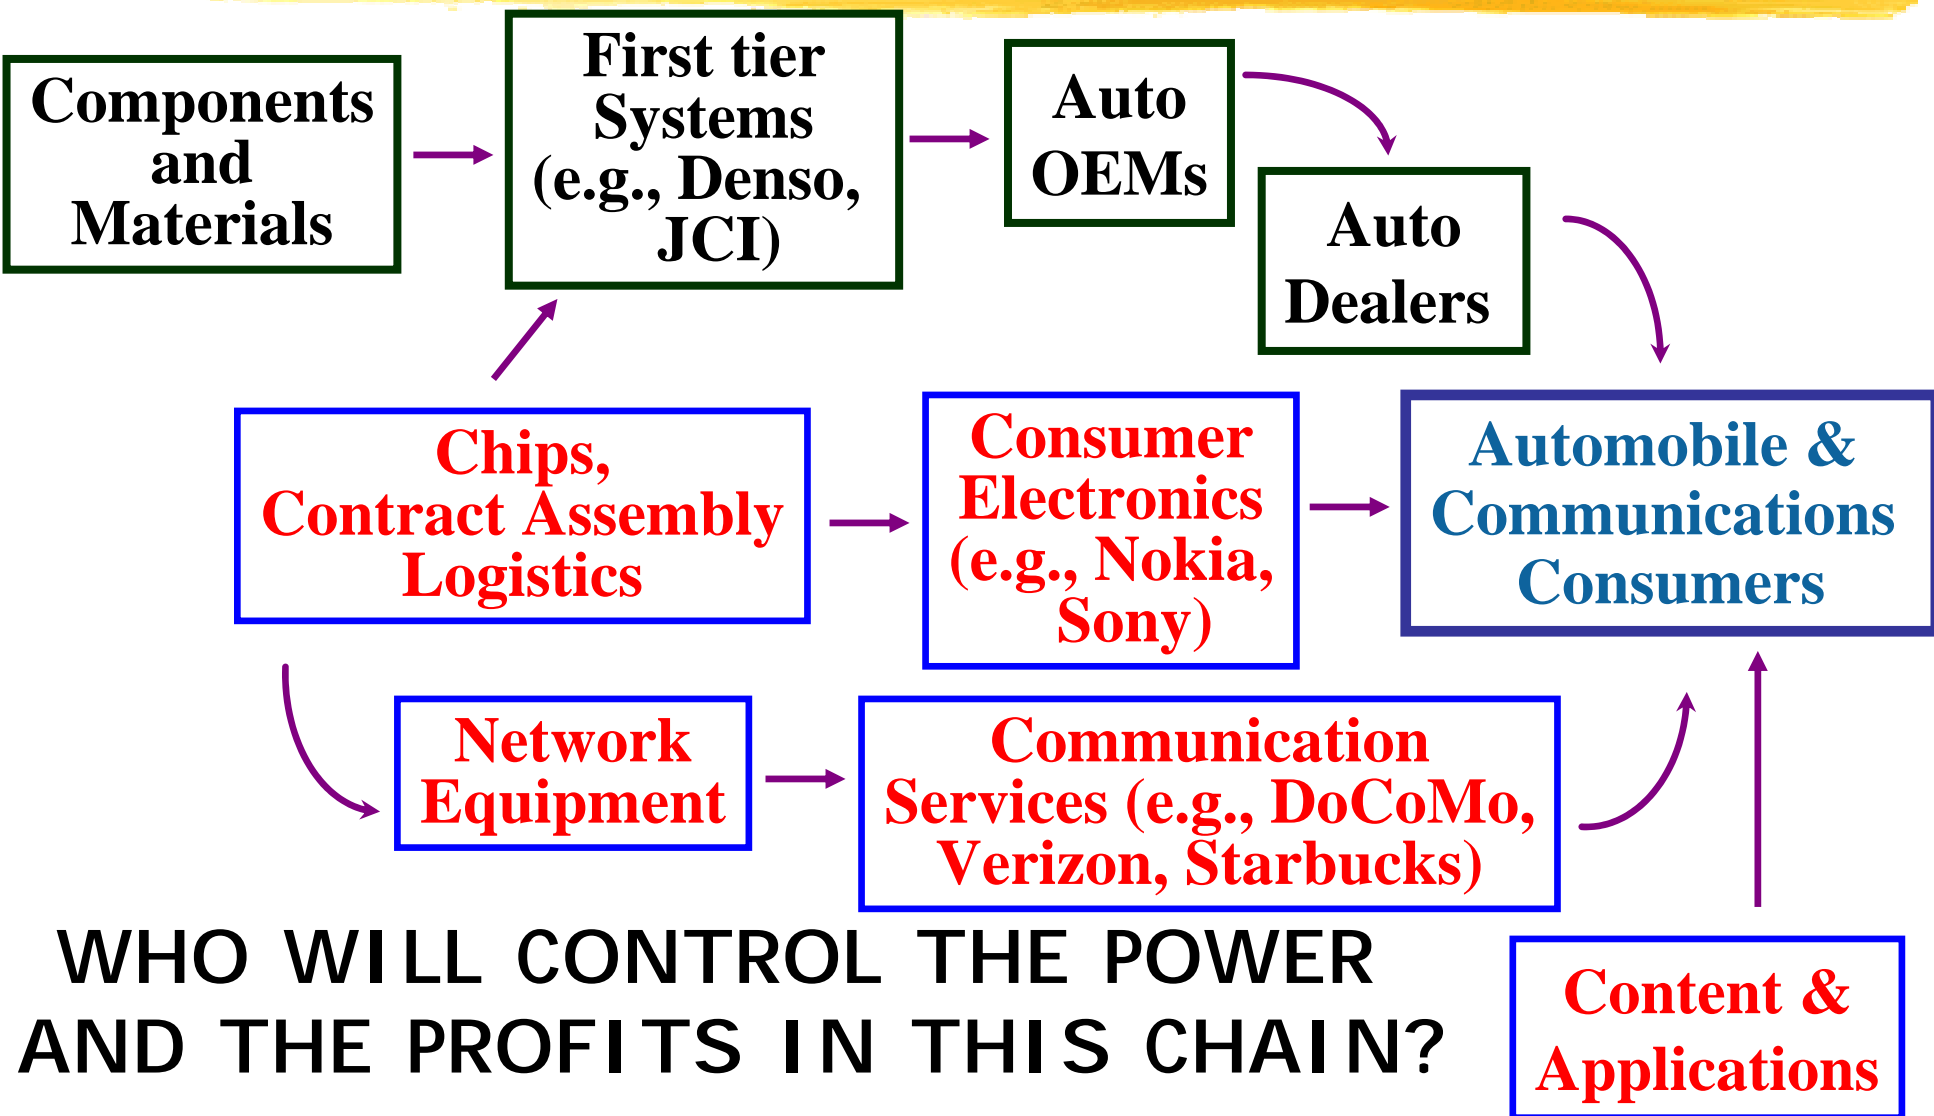 Components
and
Materials
First tier
Systems
(e.g., Denso,
JCI)
Auto
OEMs
Auto
Dealers
Chips,
Contract Assembly
Logistics
Consumer
Electronics
(e.g., Nokia,
Sony)
Automobile &
Communications
Consumers
Network
Equipment
Communication
Services (e.g., DoCoMo,
Verizon, Starbucks)
WHO WILL CONTROL THE POWER
AND THE PROFITS IN THIS CHAIN?
Content &
Applications